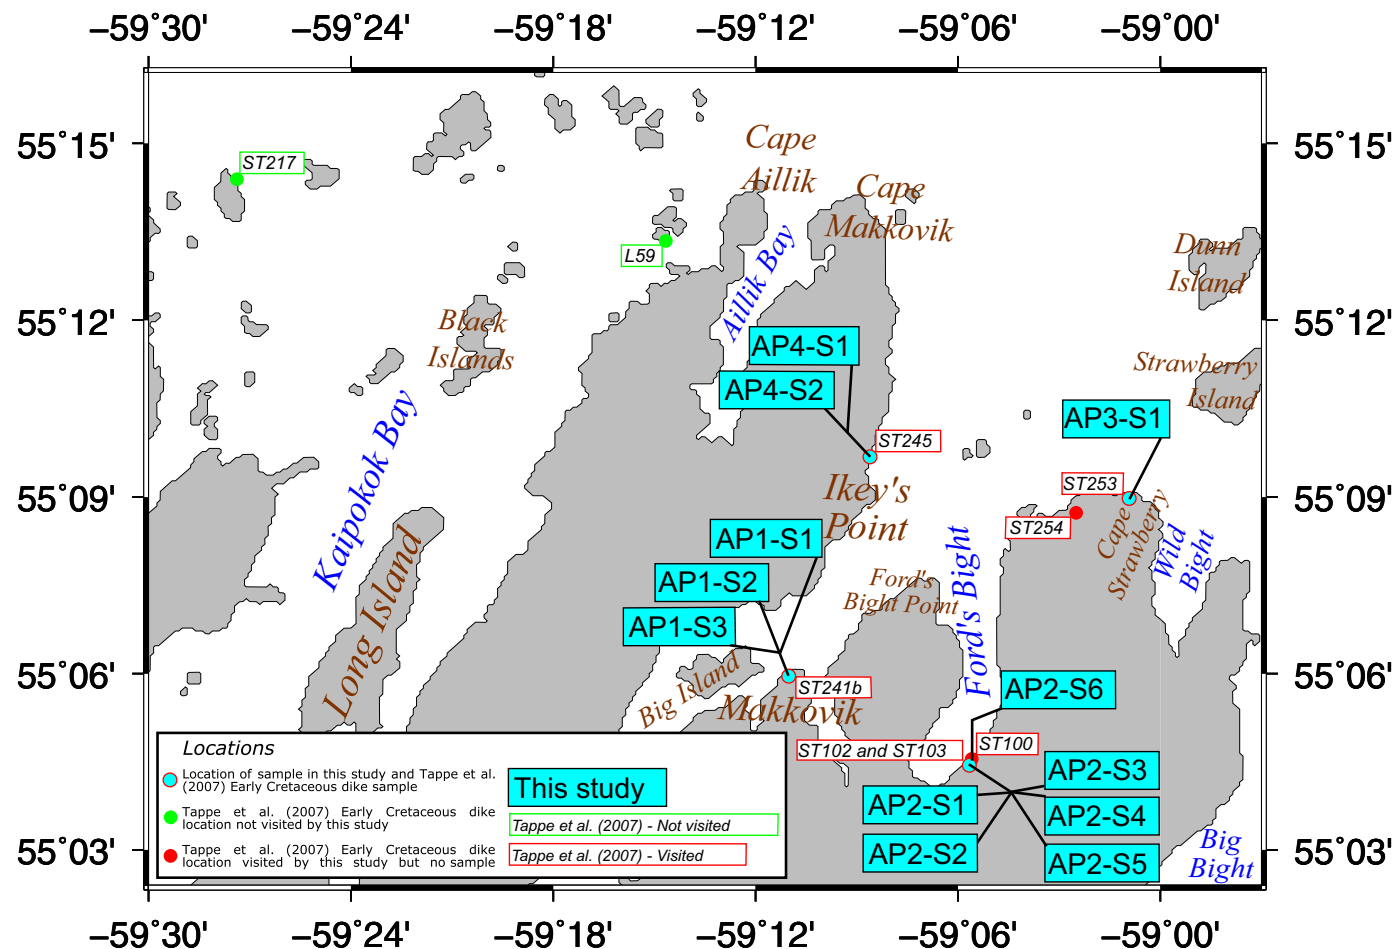 −59˚30' −59˚24' −59˚18' −59˚12' −59˚06' −59˚00'
55˚15' 55˚15'
55˚12' 55˚12'
55˚09' 55˚09'
55˚06' 55˚06'
55˚03' 55˚03'
Cape
Aillik
Cape
Makkovik
ST217
L59
Aillik Bay
Dunn
Island
Black
Islands
Strawberry
Island
AP4-S1
AP4-S2
AP3-S1
ST245
Kaipokok Bay
Ikey's
Point
ST253
ST254
Cape
Strawberry
Wild
Bight
AP1-S1
AP1-S2
AP1-S3
Ford's
Bight Point
Ford's Bight
Long Island
Big Island
ST241b
Makkovik
AP2-S6
ST102 and ST103
ST100
AP2-S3
AP2-S1
AP2-S4
AP2-S2
AP2-S5
Big
Bight
Locations
Location of sample in this study and Tappe et al.
(2007) Early Cretaceous dike sample
Tappe et al. (2007) Early Cretaceous dike
location not visited by this study
Tappe et al. (2007) Early Cretaceous dike
location visited by this study but no sample
This study
Tappe et al. (2007) - Not visited
Tappe et al. (2007) - Visited
−59˚30' −59˚24' −59˚18' −59˚12' −59˚06' −59˚00'